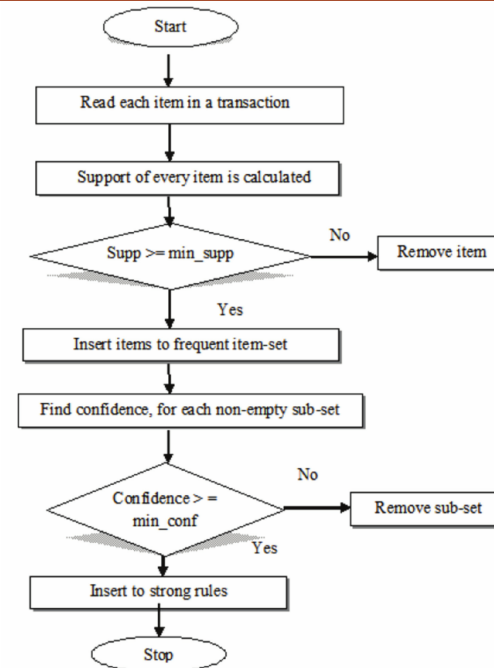 Start
Read each item in a transaction
Support of every item is calculated
Supp >= min_supp
No
Remove item
Yes
Insert items to frequent item-set
Find confidence, for each non-empty sub-set
No
Confidence > =
min_conf
Remove sub-set
Yes
Insert to strong rules
Stop